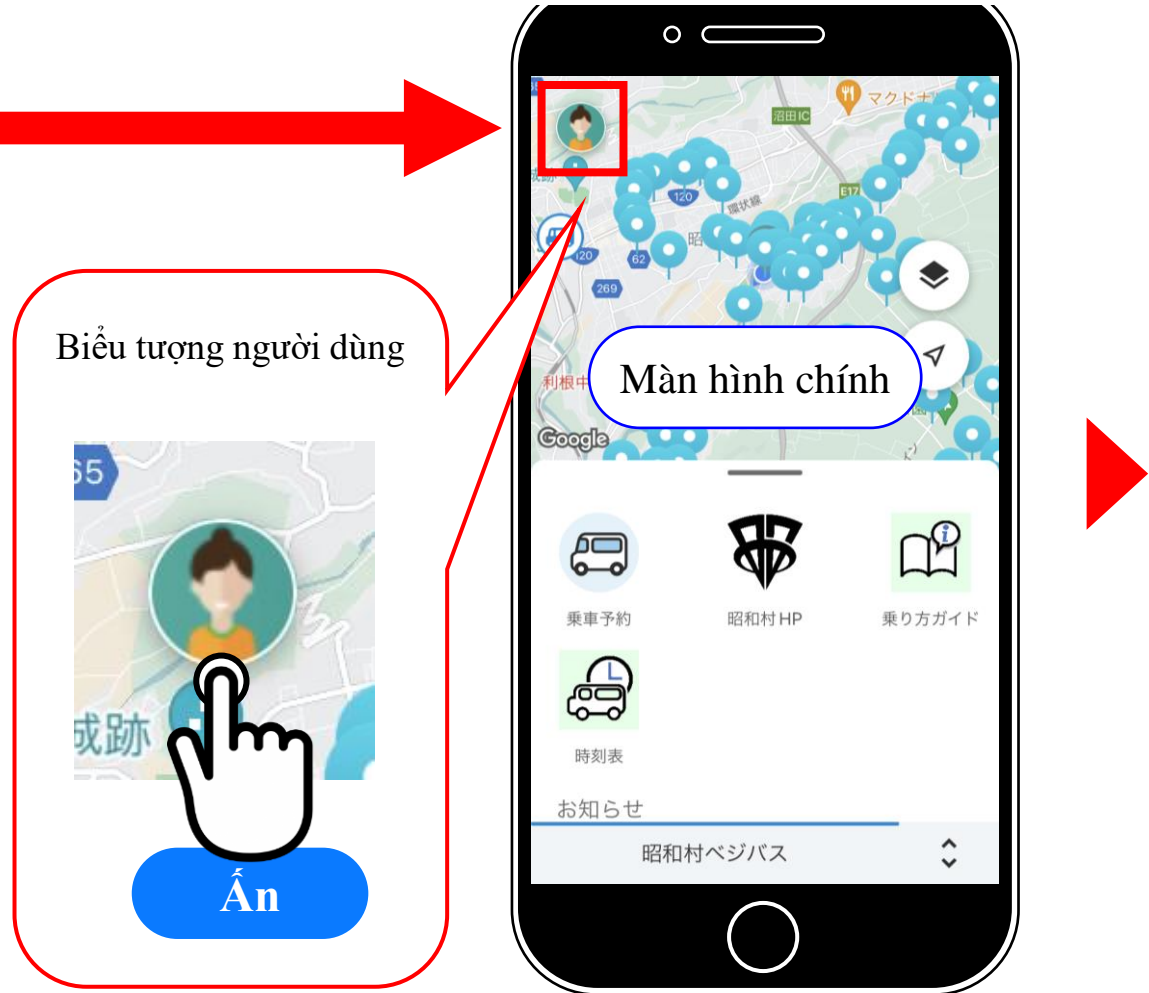 Biểu tượng người dùng
65
成跡
Ấn
沼田IC
マクドナ
120
環状線
E17
昭
120
62
269
利根中
Màn hình chính
Google
乗車予約
昭和村HP
乗り方ガイド
時刻表
お知らせ
昭和村ベジバス